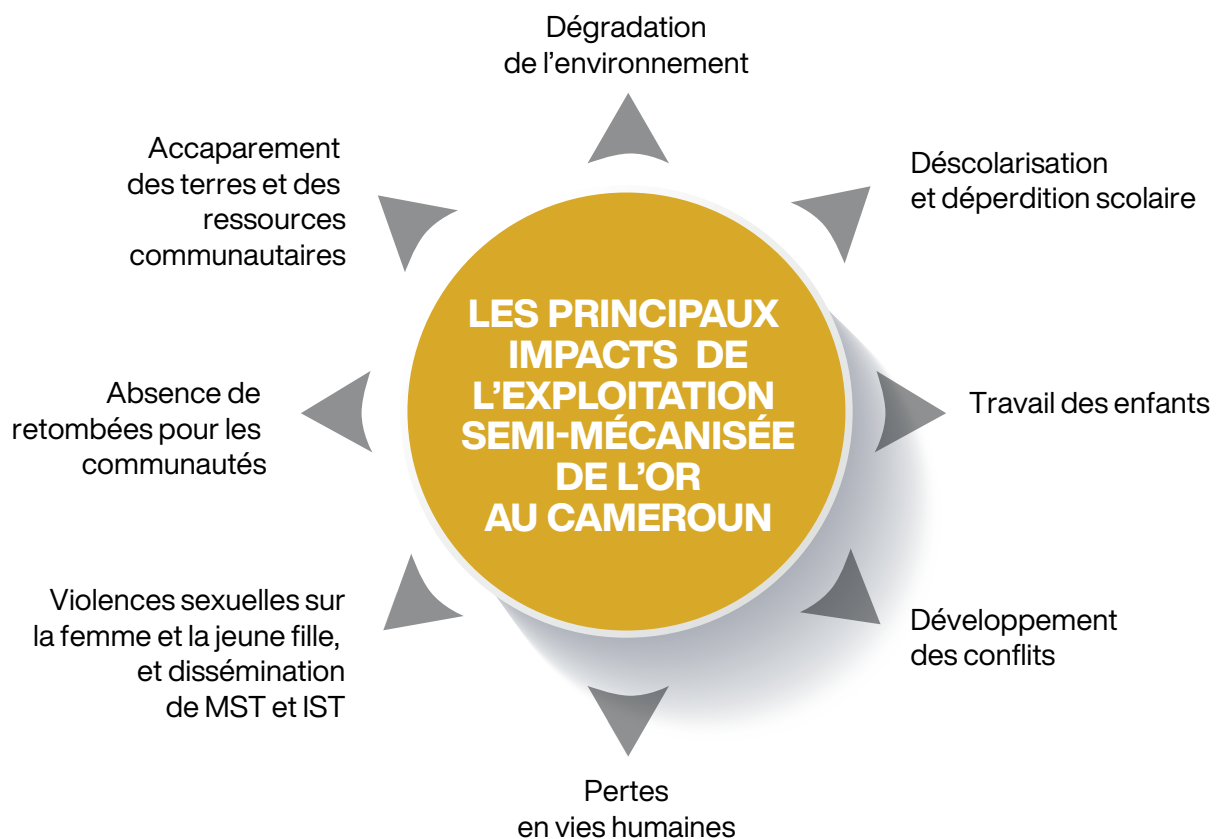 Dégradation
de l'environnement
Accaparement
des terres et des
ressources
communautaires
Déscolarisation
et déperdition scolaire
LES PRINCIPAUX
IMPACTS DE
L'EXPLOITATION
SEMI-MÉCANISÉE
DE L'OR
AU CAMEROUN
Absence de
retombées pour les
communautés
Travail des enfants
Violences sexuelles sur
la femme et la jeune fille,
et dissémination
de MST et IST
Développement
des conflits
Pertes
en vies humaines